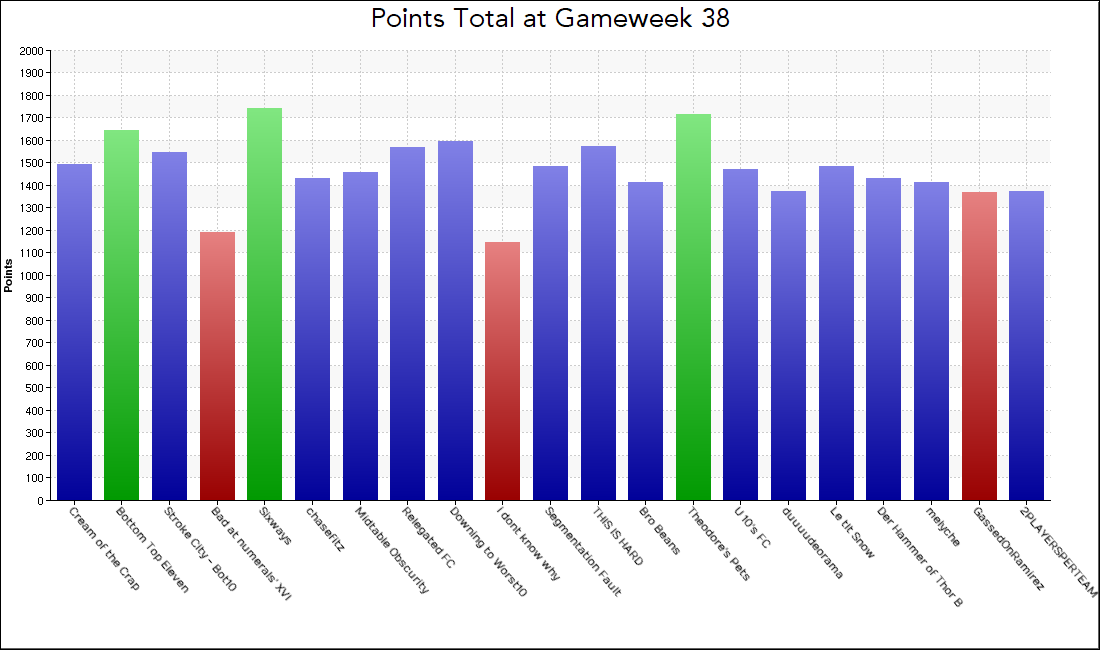 Points Total at Gameweek 38
Points
2000
1900
1800
1700
1600
1500
1400
1300
1200
1100
1000
900
800
700
600
500
400
300
200
100
0
Cream of the Crap
Bottom Top Eleven
Stroke City - Bot10
Bad at numerals' XVI
Sixways
chasefitz
Midtable Obscurity
Relegated FC
Downing to Worst10
i dont know why
Segmentation Fault
THIS IS HARD
Bro Beans
Theodore's Pets
U10's FC
duuuudeorama
Le tit Snow
Der Hammer of Thor B
melyche
GassedOnRamirez
2PLAYERSPERTEAM